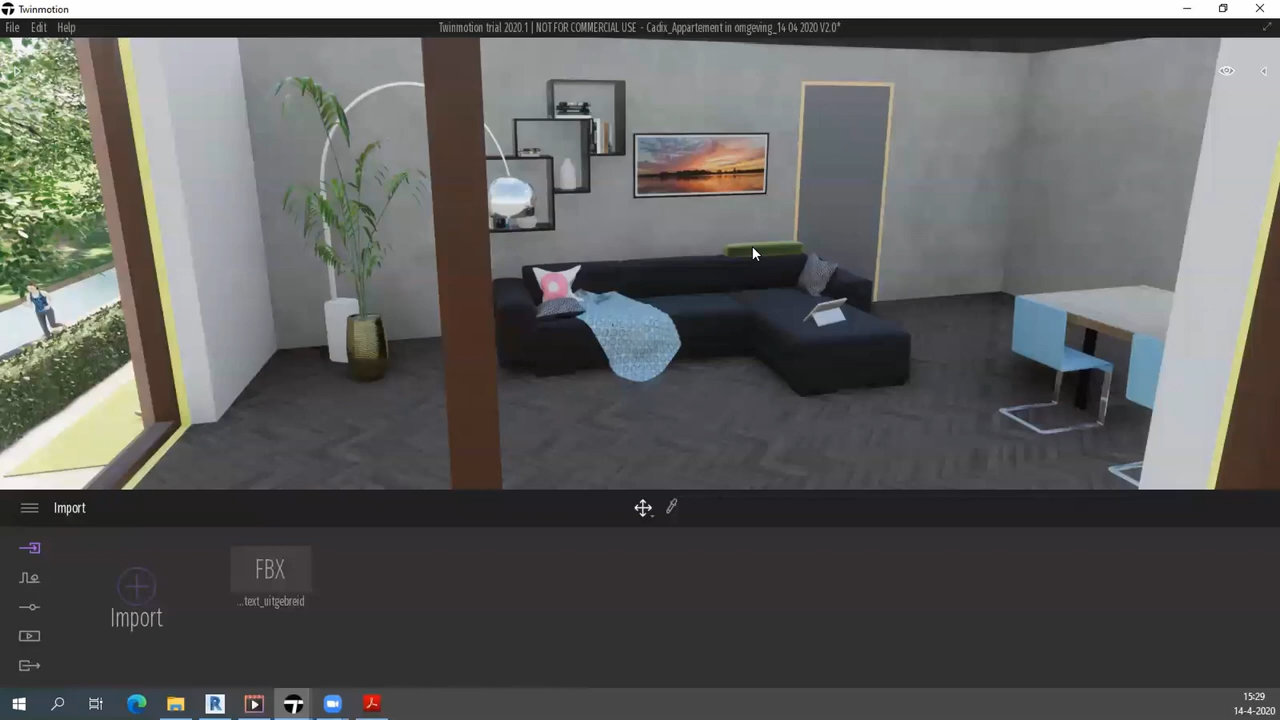 Twinmotion
File Edit Help
Twinmotion trial 2020.1 | NOT FOR COMMERCIAL USE - Cadix_Appartement in omgeving_14 04 2020 V2.0*
Import
FBX
...text_uitgebreid
Import
15:29
14-4-2020